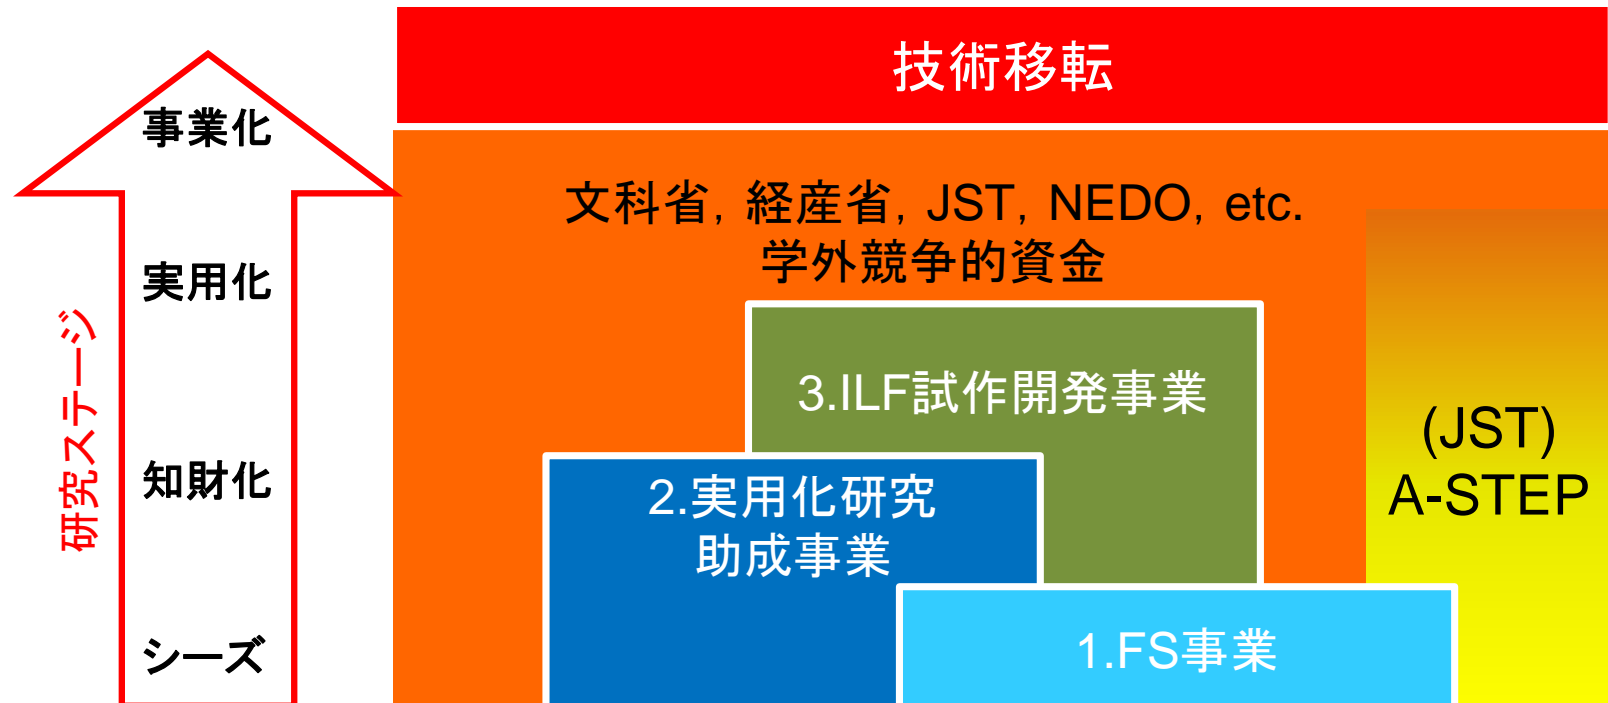 技術移転
事業化
文科省，経産省，JST，NEDO，etc.
学外競争的資金
実用化
研究ステージ
3.ILF試作開発事業
(JST)
A-STEP
知財化
2.実用化研究
助成事業
シーズ
1.FS事業